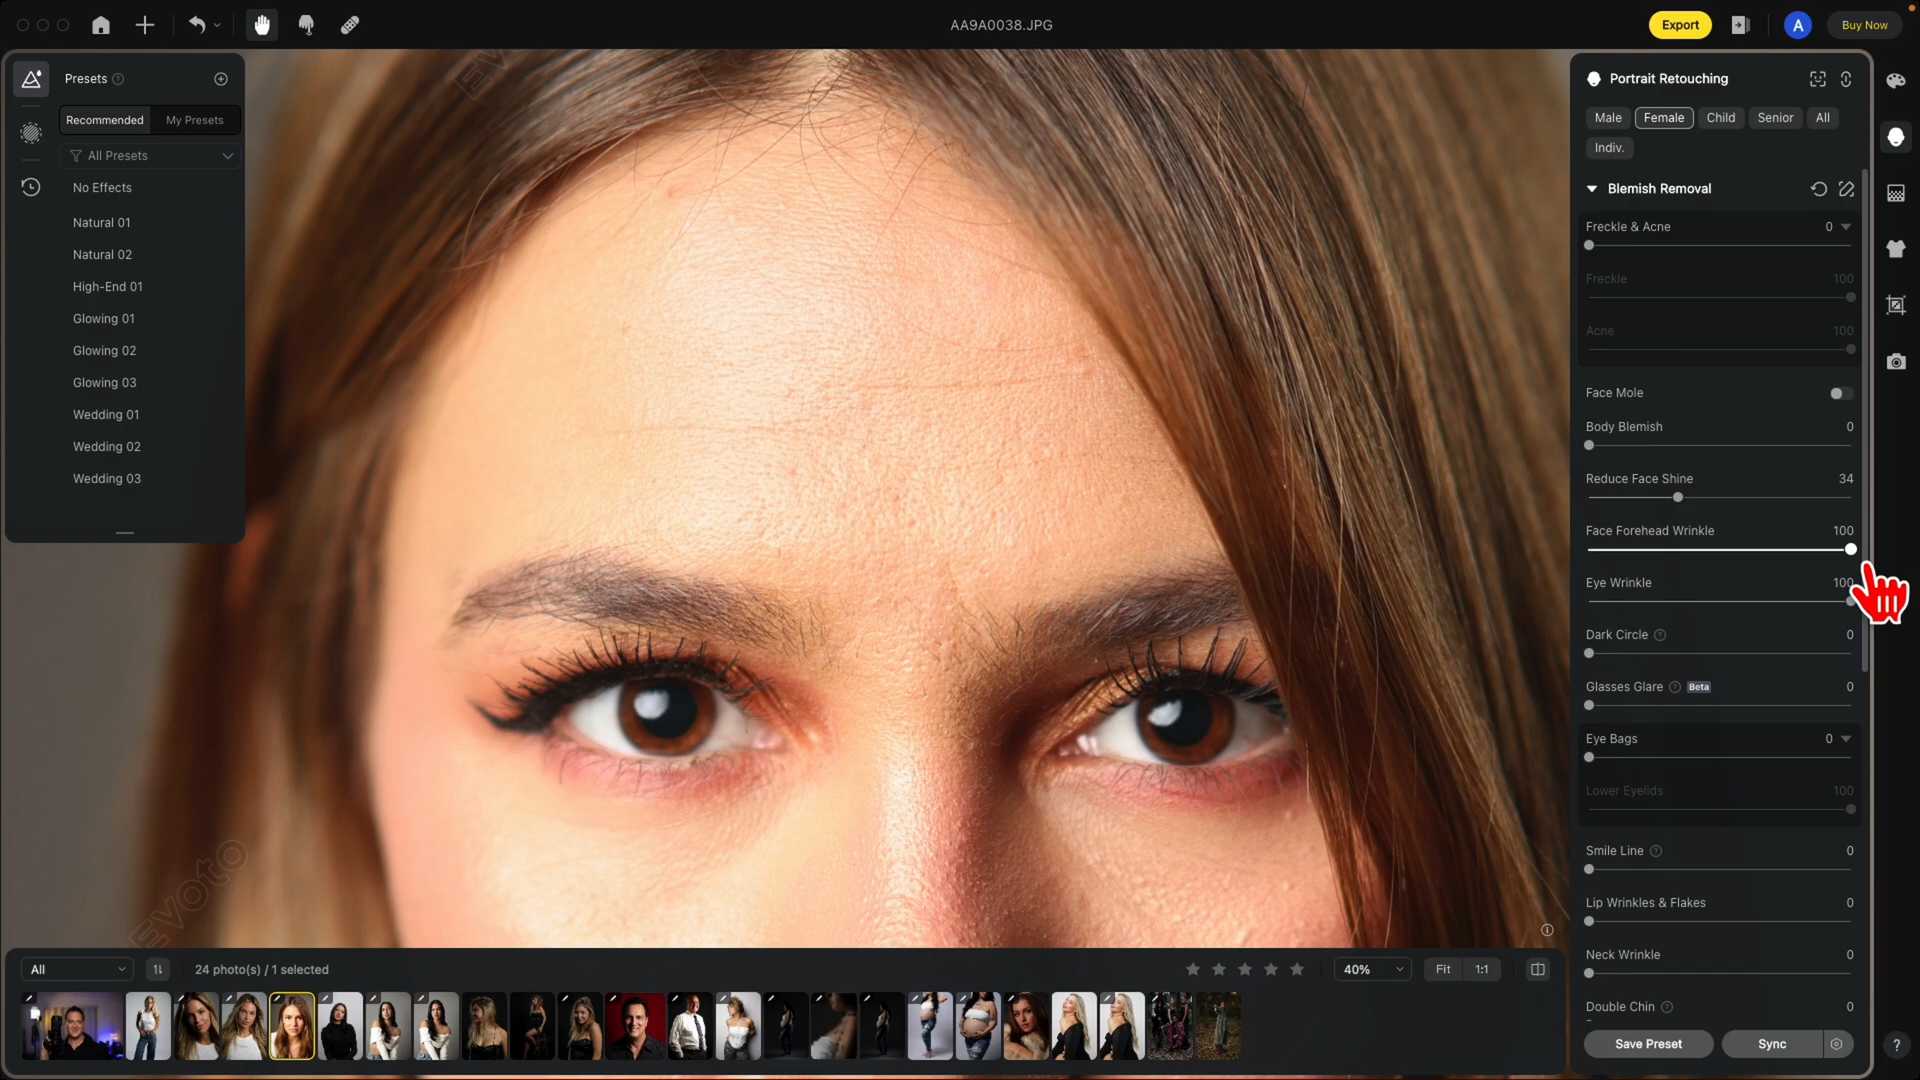 AA9A0038.JPG
Export
A
Buy Now
Presets ?
Recommended My Presets
All Presets
No Effects
Natural 01
Natural 02
High-End 01
Glowing 01
Glowing 02
Glowing 03
Wedding 01
Wedding 02
Wedding 03
EVOTO
EVOTO
Portrait Retouching
Male Female Child Senior All
Indiv.
Blemish Removal
Freckle & Acne 0
Freckle 100
Acne 100
Face Mole
Body Blemish 0
Reduce Face Shine 34
Face Forehead Wrinkle 100
Eye Wrinkle 100
Dark Circle ? 0
Glasses Glare ? Beta 0
Eye Bags 0
Lower Eyelids 100
Smile Line ? 0
Lip Wrinkles & Flakes 0
Neck Wrinkle 0
Double Chin ? 0
Save Preset Sync
?
All 24 photo(s) / 1 selected 40% Fit 1:1